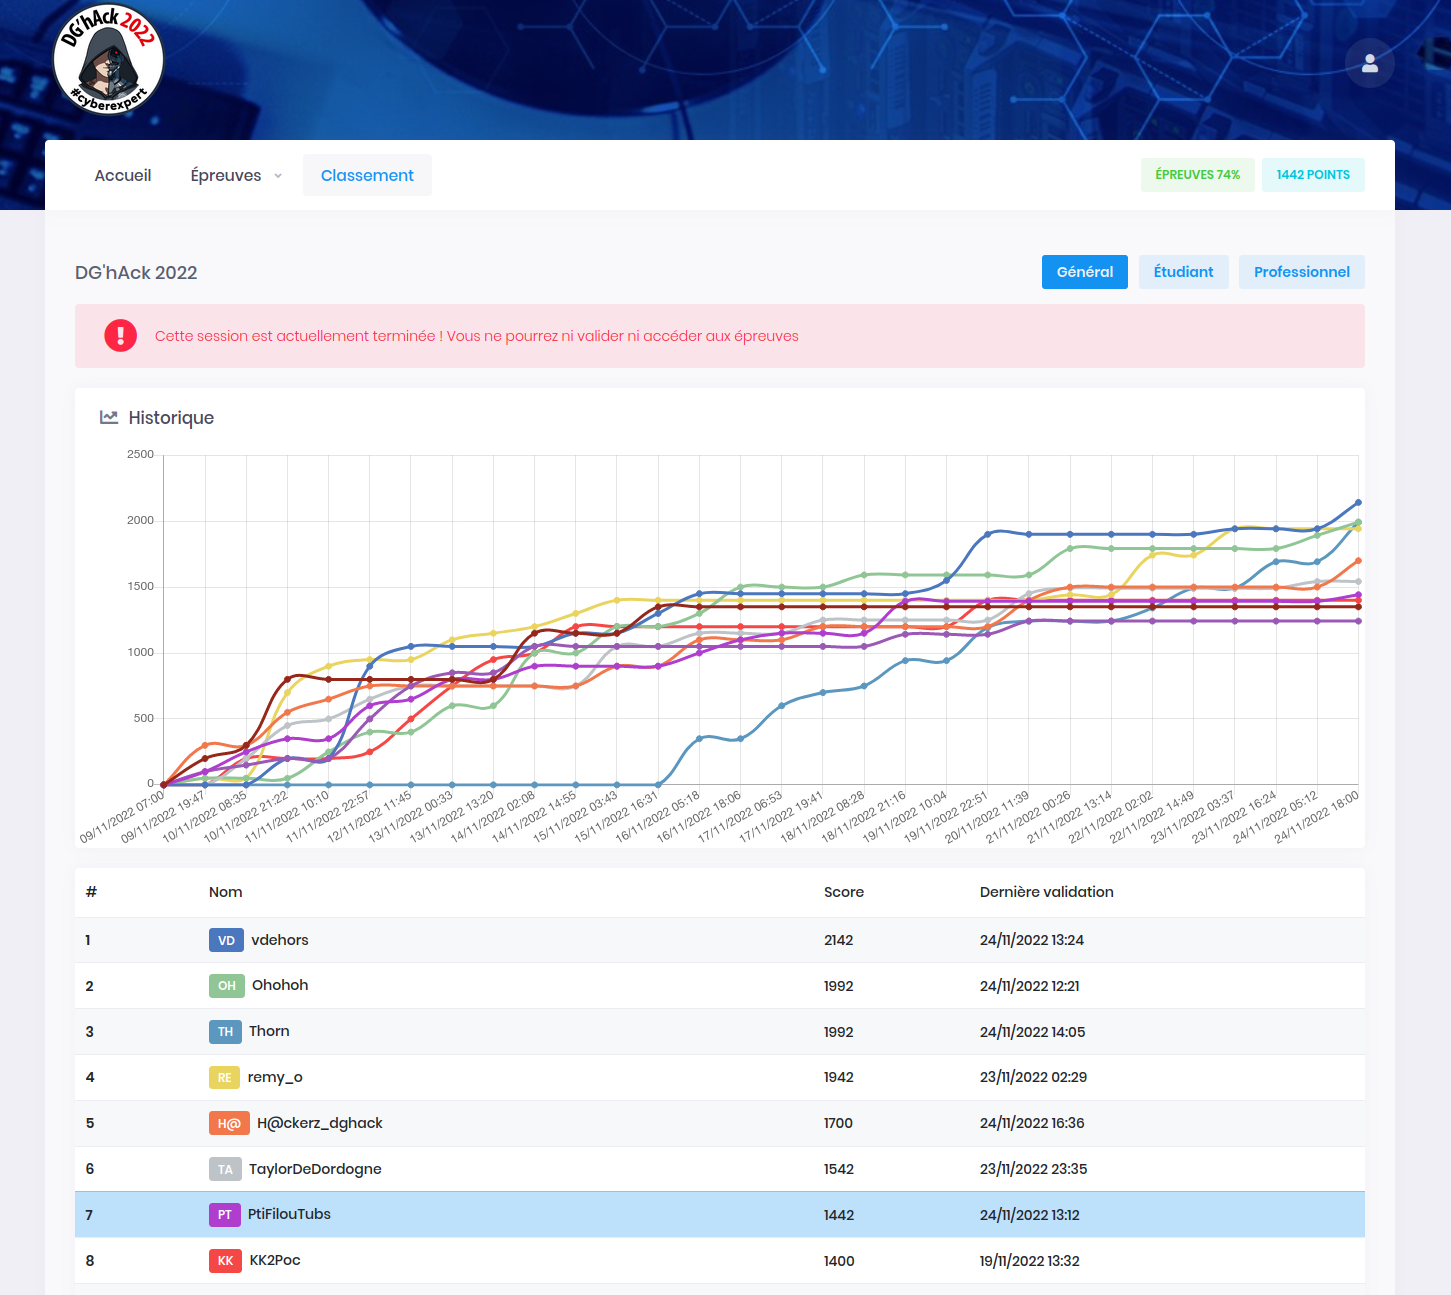 DG'hAck 2022
#cyberexpert
Accueil
Épreuves
Classement
ÉPREUVES 74%
1442 POINTS
DG'hAck 2022
Général
Étudiant
Professionnel
Cette session est actuellement terminée ! Vous ne pourrez ni valider ni accéder aux épreuves
Historique
2500
2000
1500
1000
500
0
09/11/2022 07:00
09/11/2022 19:47
10/11/2022 08:35
10/11/2022 21:22
11/11/2022 10:10
11/11/2022 22:57
12/11/2022 11:45
13/11/2022 00:33
13/11/2022 13:20
14/11/2022 02:08
14/11/2022 14:55
15/11/2022 03:43
15/11/2022 16:31
16/11/2022 05:18
16/11/2022 18:06
17/11/2022 06:53
17/11/2022 19:41
18/11/2022 08:28
18/11/2022 21:16
19/11/2022 10:04
19/11/2022 22:51
20/11/2022 11:39
21/11/2022 00:26
21/11/2022 13:14
22/11/2022 02:02
22/11/2022 14:49
23/11/2022 03:37
23/11/2022 16:24
24/11/2022 05:12
24/11/2022 18:00
# Nom Score Dernière validation
1 VD vdehors 2142 24/11/2022 13:24
2 OH Ohohoh 1992 24/11/2022 12:21
3 TH Thorn 1992 24/11/2022 14:05
4 RE remy_o 1942 23/11/2022 02:29
5 H@ H@ckerz_dghack 1700 24/11/2022 16:36
6 TA TaylorDeDordogne 1542 23/11/2022 23:35
7 PT PtiFilouTubs 1442 24/11/2022 13:12
8 KK KK2Poc 1400 19/11/2022 13:32